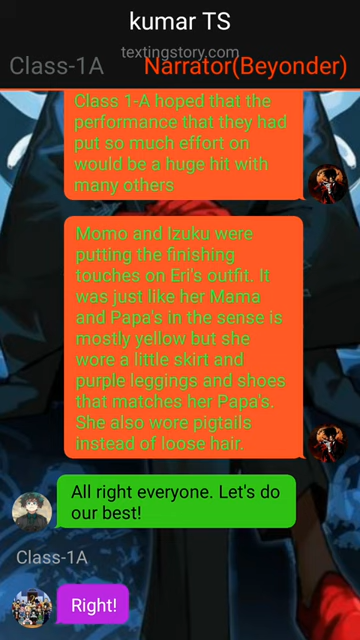 kumar TS
textingstory.com
Class-1A
Narrator(Beyonder)
Class 1-A hoped that the
performance that they had
put so much effort on
would be a huge hit with
many others
Momo and Izuku were
putting the finishing
touches on Eri's outfit. It
was just like her Mama
and Papa's in the sense is
mostly yellow but she
wore a little skirt and
purple leggings and shoes
that matches her Papa's.
She also wore pigtails
instead of loose hair.
All right everyone. Let's do
our best!
Class-1A
Right!